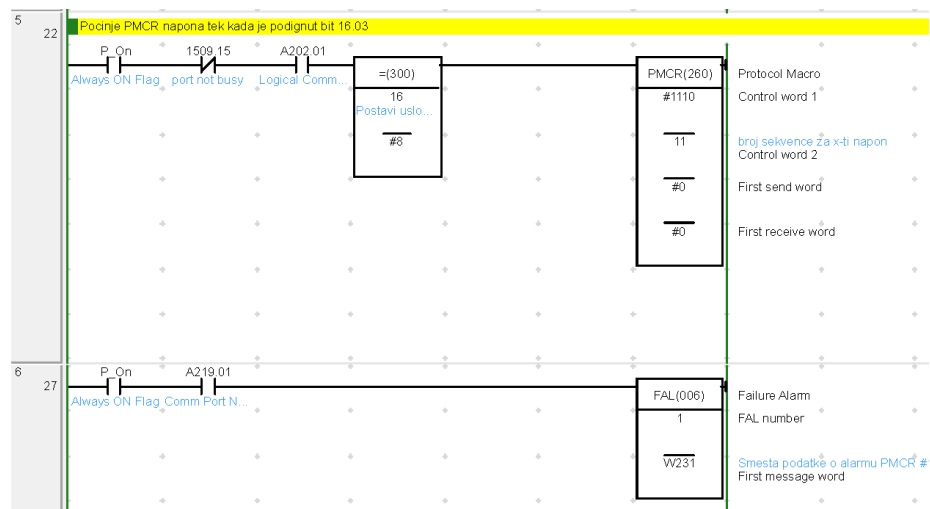 5
22
Pocinje PMCR napona tek kada je podignut bit 16.03
P_On
1509.15
A202.01
Always ON Flag
port not busy
Logical Comm...
=(300)
16
Postavi uslo...
#8
PMCR(260)
Protocol Macro
#1110
Control word 1
11
broj sekvence za x-ti napon
Control word 2
#0
First send word
#0
First receive word
6
27
P_On
A219.01
Always ON Flag
Comm Port N...
FAL(006)
Failure Alarm
1
FAL number
W231
Smesta podatke o alarmu PMCR #
First message word